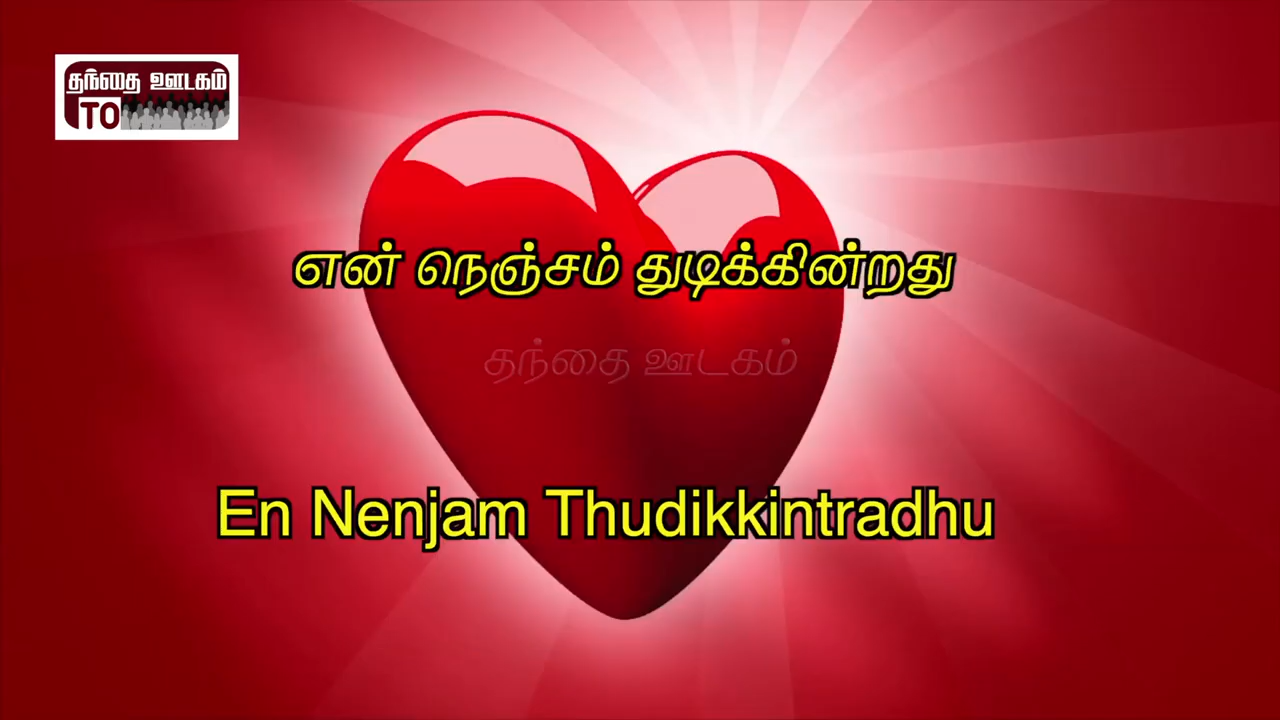 தந்தை ஊடகம்
TO
என் நெஞ்சம் துடிக்கின்றது
தந்தை ஊடகம்
En Nenjam Thudikkintradhu